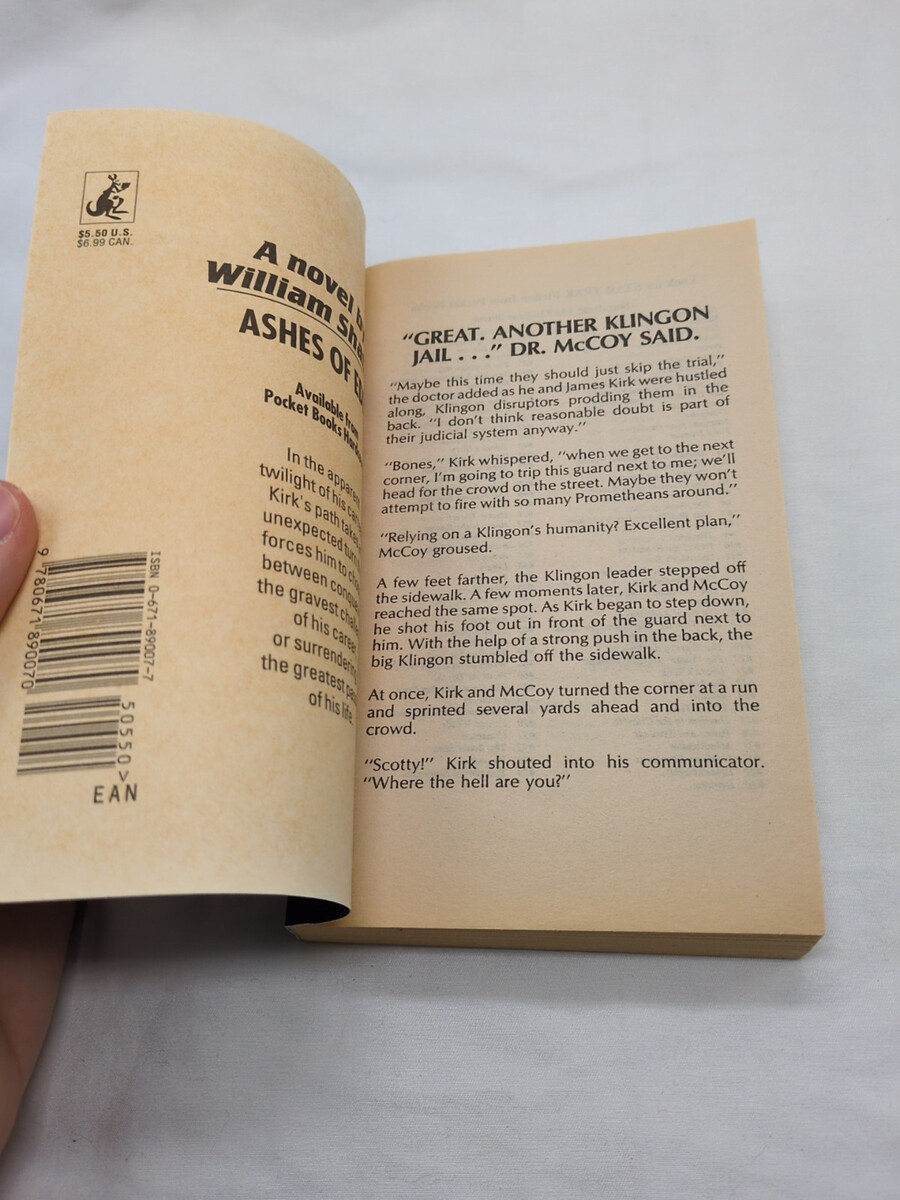 $5.50 U.S.
$6.99 CAN.
A novel
William
ASHES OF
Available from
Pocket Books
In the apparent
twilight of his
Kirk's path
unexpected
forces him to
between
the gravest
of his career
or surrendering
the greatest
of his life.
ISBN 0-671-89007-7
9 780671 890070
50550>
EAN
"GREAT. ANOTHER KLINGON
JAIL . . ." DR. McCOY SAID.
"Maybe this time they should just skip the trial,"
the doctor added as he and James Kirk were hustled
along, Klingon disruptors prodding them in the
back. "I don't think reasonable doubt is part of
their judicial system anyway."
"Bones," Kirk whispered, "when we get to the next
corner, I'm going to trip this guard next to me; we'll
head for the crowd on the street. Maybe they won't
attempt to fire with so many Prometheans around."
"Relying on a Klingon's humanity? Excellent plan,"
McCoy groused.
A few feet farther, the Klingon leader stepped off
the sidewalk. A few moments later, Kirk and McCoy
reached the same spot. As Kirk began to step down,
he shot his foot out in front of the guard next to
him. With the help of a strong push in the back, the
big Klingon stumbled off the sidewalk.
At once, Kirk and McCoy turned the corner at a run
and sprinted several yards ahead and into the
crowd.
"Scotty!" Kirk shouted into his communicator.
"Where the hell are you?"